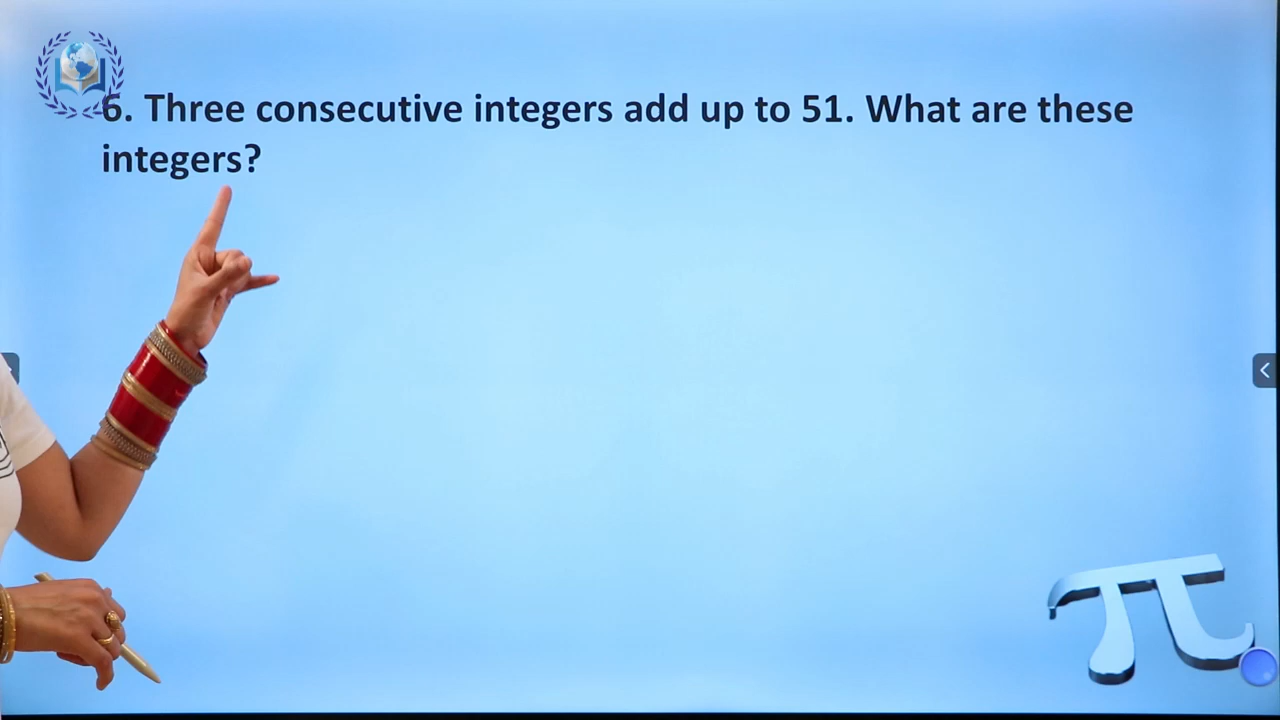 6. Three consecutive integers add up to 51. What are these
integers?